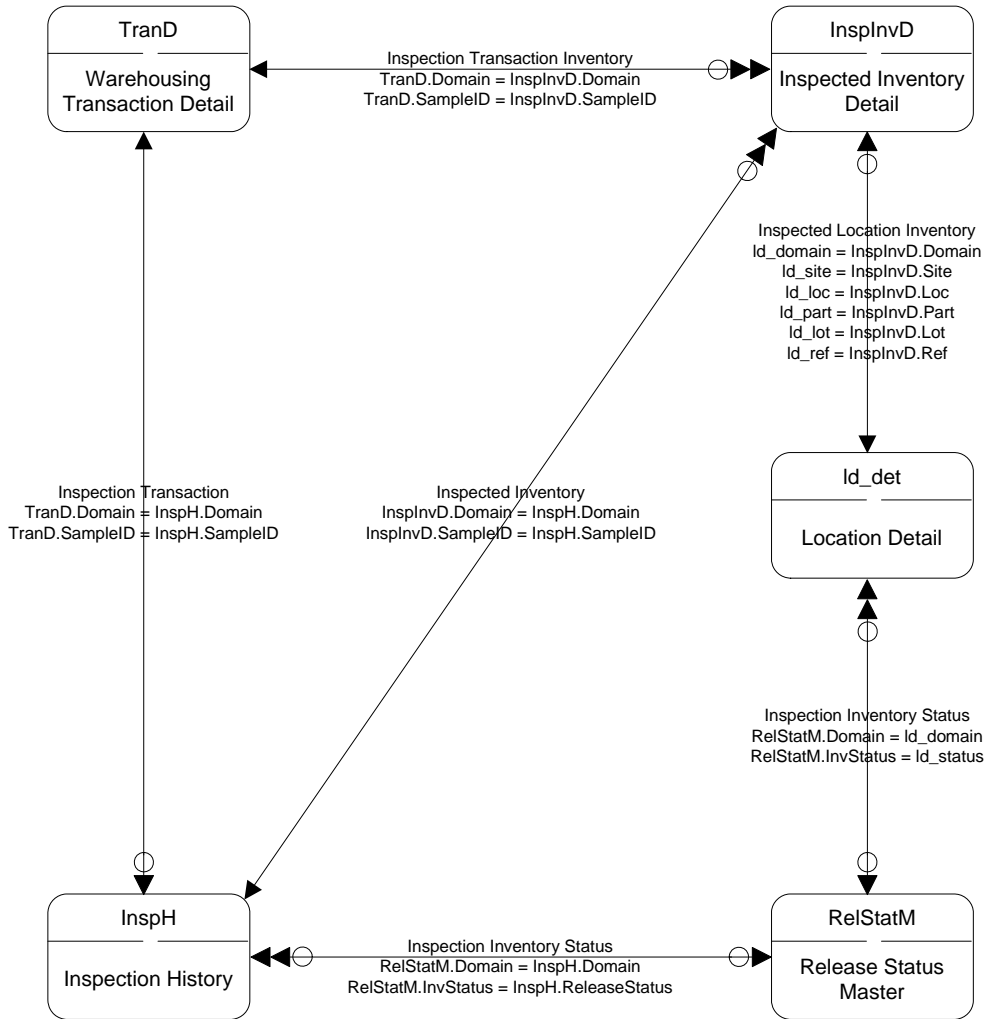 TranD
Warehousing
Transaction Detail
Inspection Transaction Inventory
TranD.Domain = InspInvD.Domain
TranD.SampleID = InspInvD.SampleID
InspInvD
Inspected Inventory
Detail
Inspected Location Inventory
ld_domain = InspInvD.Domain
ld_site = InspInvD.Site
ld_loc = InspInvD.Loc
ld_part = InspInvD.Part
ld_lot = InspInvD.Lot
ld_ref = InspInvD.Ref
Inspection Transaction
TranD.Domain = InspH.Domain
TranD.SampleID = InspH.SampleID
Inspected Inventory
InspInvD.Domain = InspH.Domain
InspInvD.SampleID = InspH.SampleID
ld_det
Location Detail
Inspection Inventory Status
RelStatM.Domain = ld_domain
RelStatM.InvStatus = ld_status
InspH
Inspection History
Inspection Inventory Status
RelStatM.Domain = InspH.Domain
RelStatM.InvStatus = InspH.ReleaseStatus
RelStatM
Release Status
Master